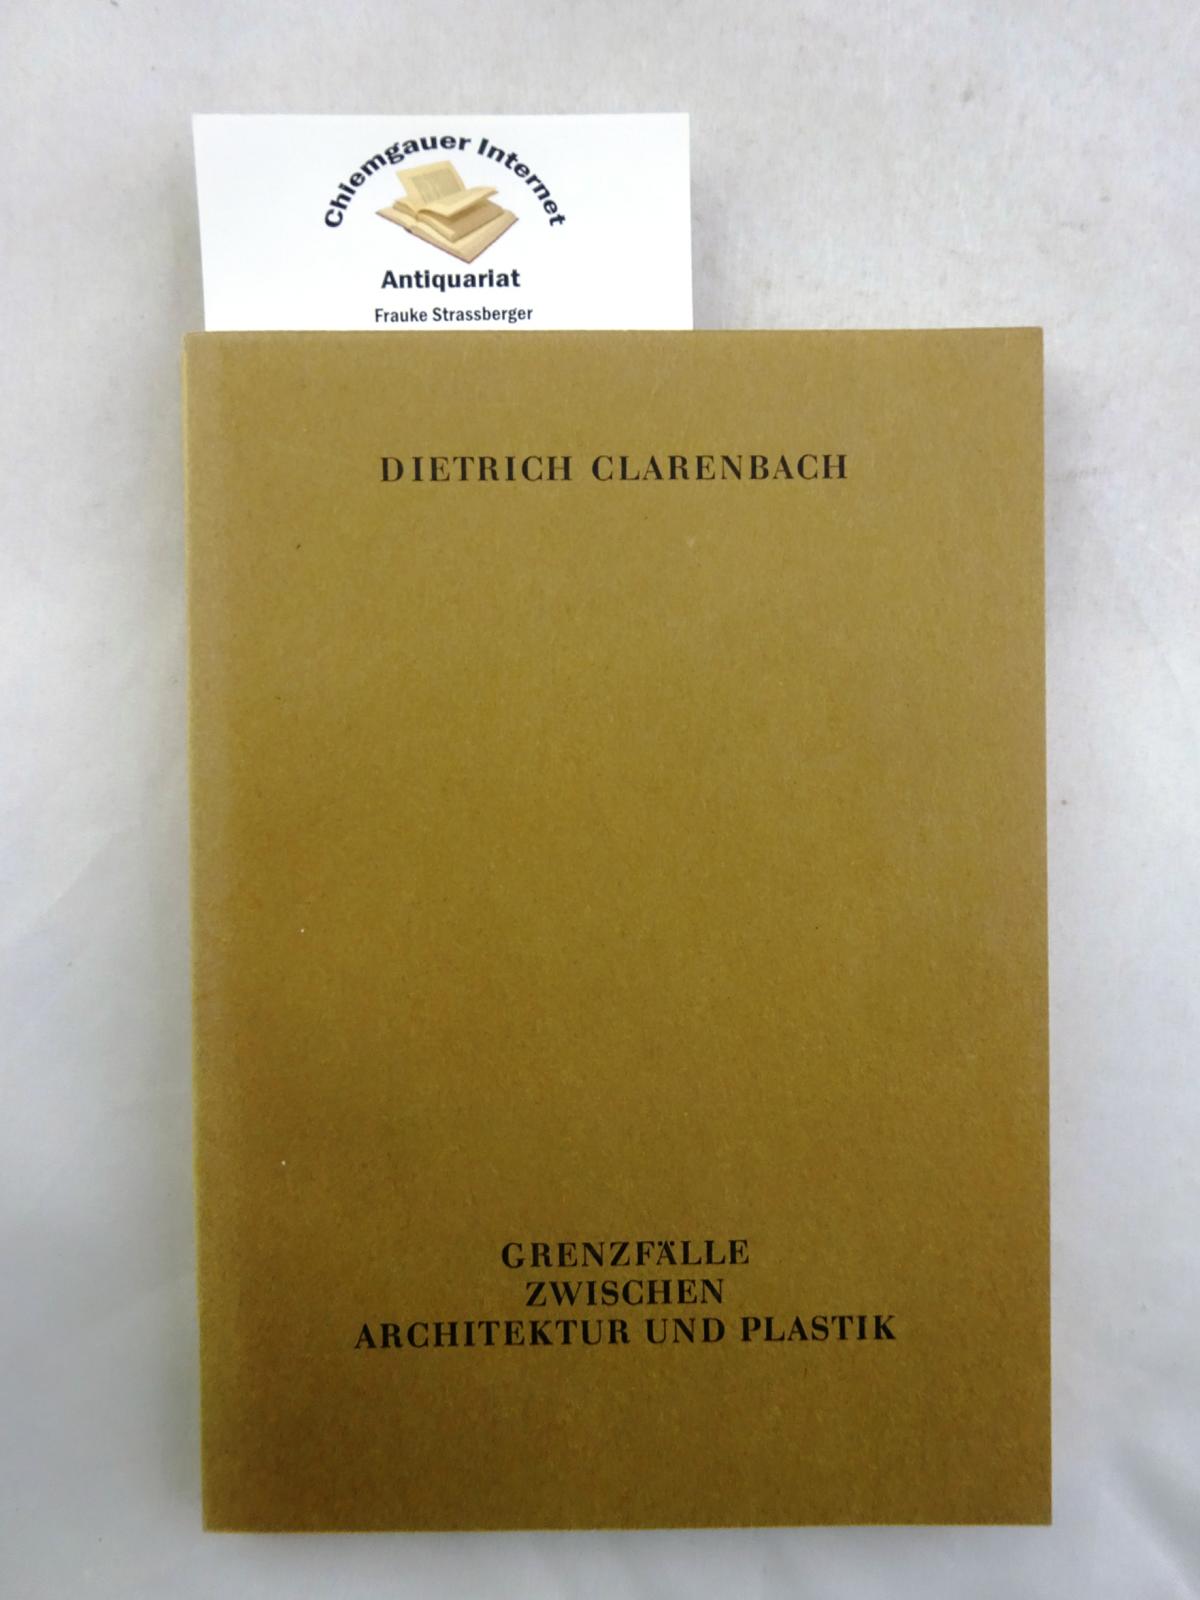 Chiemgauer Internet
Antiquariat
Frauke Strassberger
DIETRICH CLARENBACH
GRENZFÄLLE
ZWISCHEN
ARCHITEKTUR UND PLASTIK